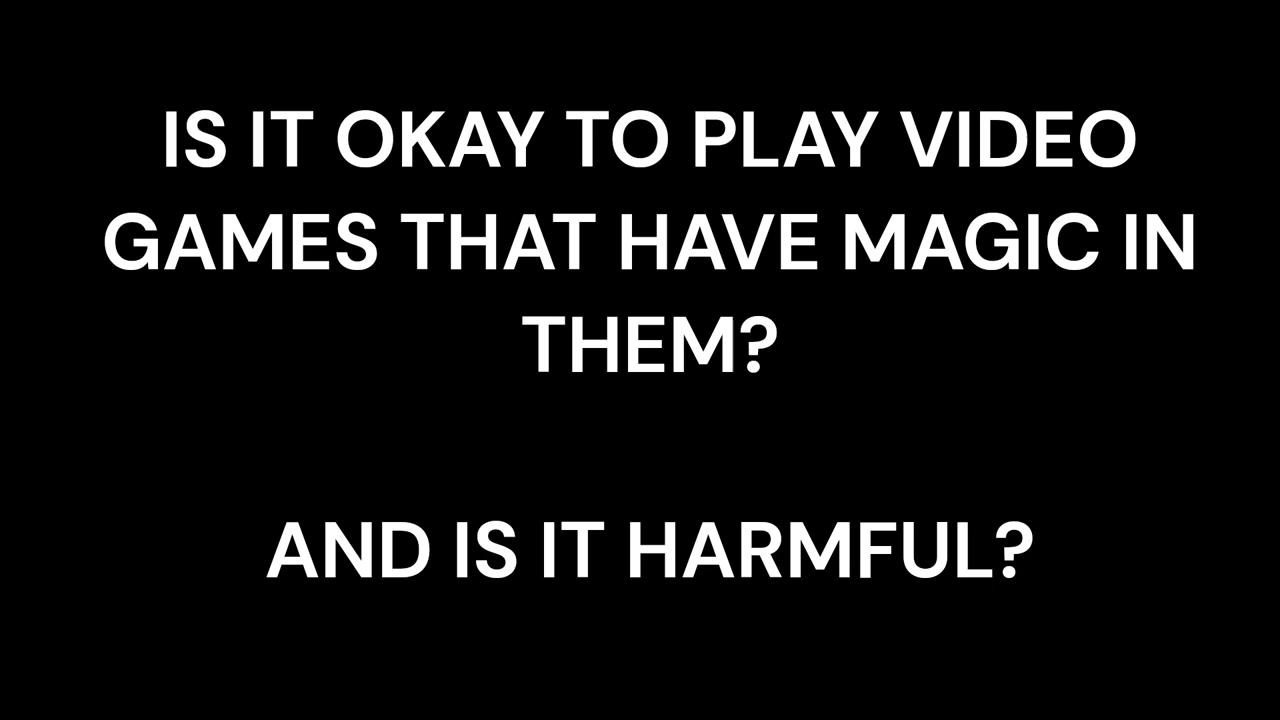 IS IT OKAY TO PLAY VIDEO
GAMES THAT HAVE MAGIC IN
THEM?
AND IS IT HARMFUL?